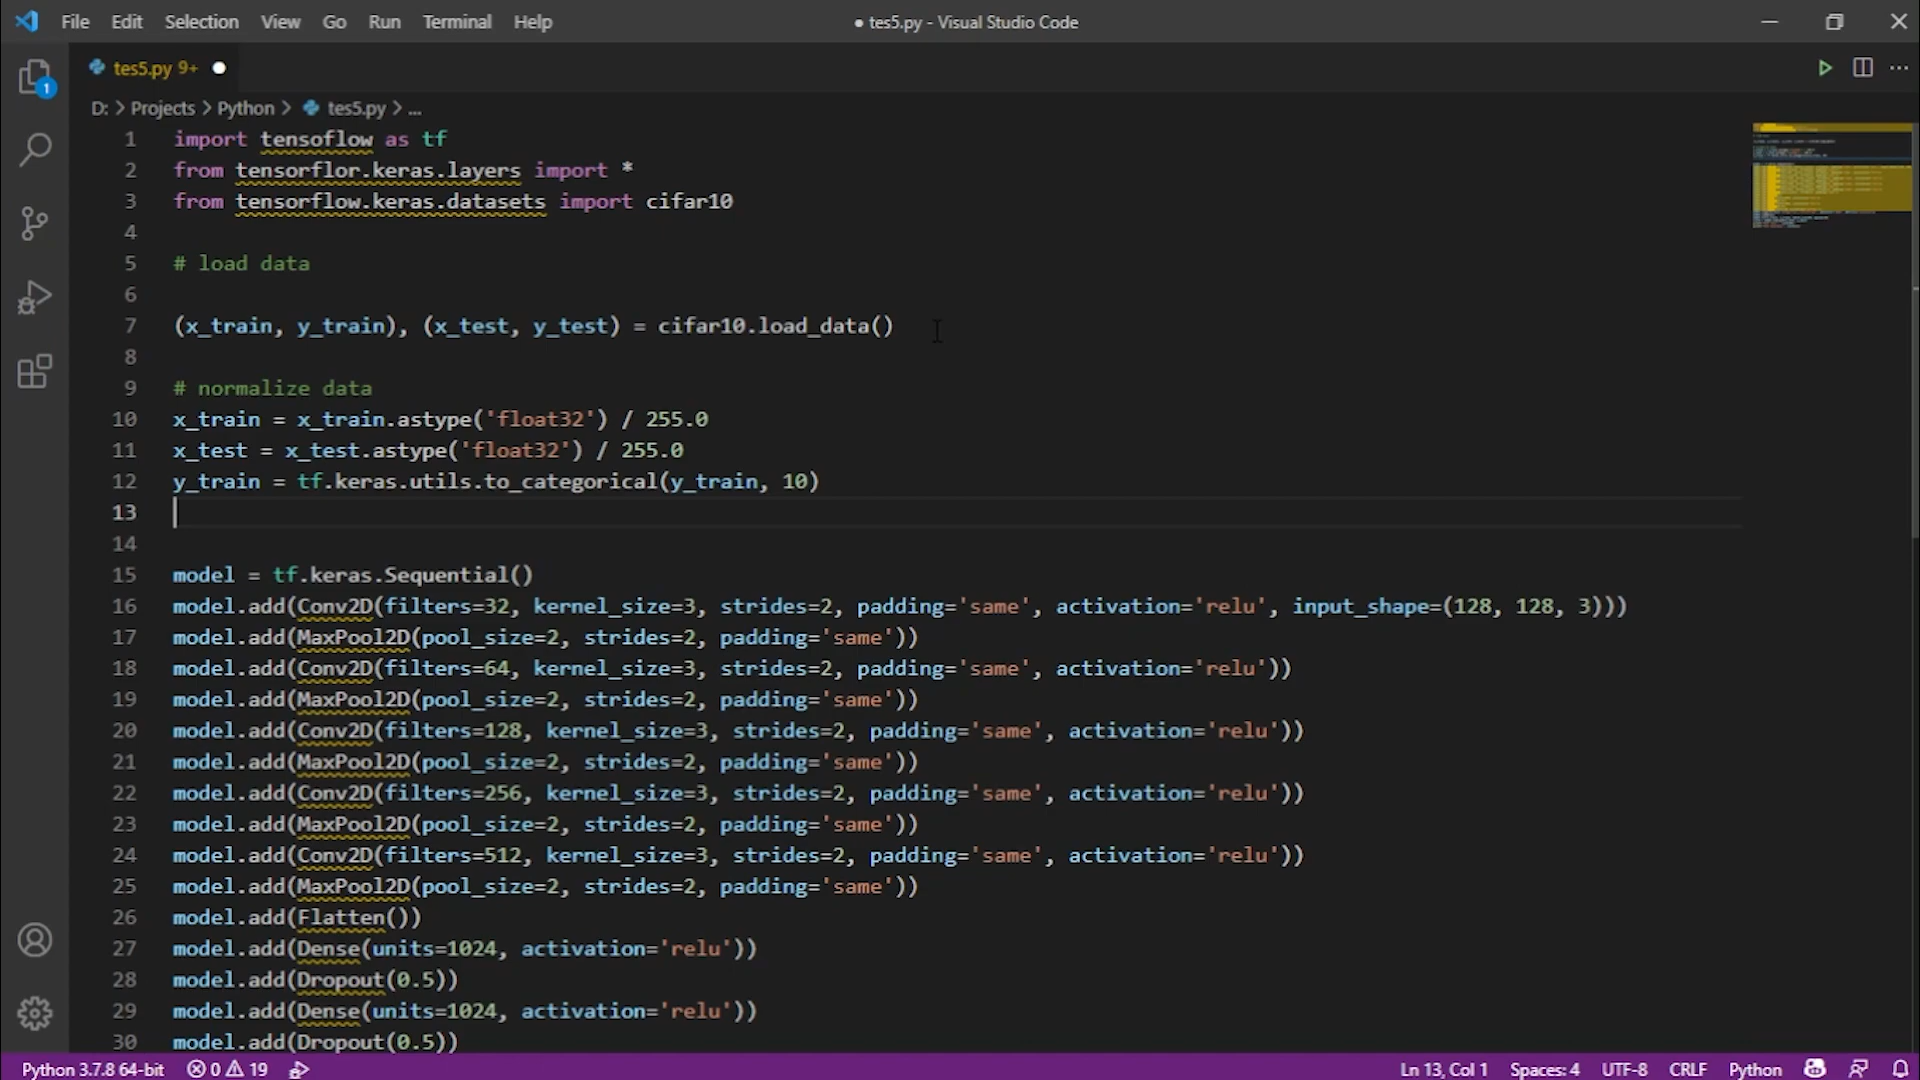 File Edit Selection View Go Run Terminal Help
● tes5.py - Visual Studio Code
1
tes5.py 9+
D: > Projects > Python > tes5.py > ...
1 import tensoflow as tf
2 from tensorflor.keras.layers import *
3 from tensorflow.keras.datasets import cifar10
4
5 # load data
6
7 (x_train, y_train), (x_test, y_test) = cifar10.load_data()
8
9 # normalize data
10 x_train = x_train.astype('float32') / 255.0
11 x_test = x_test.astype('float32') / 255.0
12 y_train = tf.keras.utils.to_categorical(y_train, 10)
13
14
15 model = tf.keras.Sequential()
16 model.add(Conv2D(filters=32, kernel_size=3, strides=2, padding='same', activation='relu', input_shape=(128, 128, 3)))
17 model.add(MaxPool2D(pool_size=2, strides=2, padding='same'))
18 model.add(Conv2D(filters=64, kernel_size=3, strides=2, padding='same', activation='relu'))
19 model.add(MaxPool2D(pool_size=2, strides=2, padding='same'))
20 model.add(Conv2D(filters=128, kernel_size=3, strides=2, padding='same', activation='relu'))
21 model.add(MaxPool2D(pool_size=2, strides=2, padding='same'))
22 model.add(Conv2D(filters=256, kernel_size=3, strides=2, padding='same', activation='relu'))
23 model.add(MaxPool2D(pool_size=2, strides=2, padding='same'))
24 model.add(Conv2D(filters=512, kernel_size=3, strides=2, padding='same', activation='relu'))
25 model.add(MaxPool2D(pool_size=2, strides=2, padding='same'))
26 model.add(Flatten())
27 model.add(Dense(units=1024, activation='relu'))
28 model.add(Dropout(0.5))
29 model.add(Dense(units=1024, activation='relu'))
30 model.add(Dropout(0.5))
Python 3.7.8 64-bit 0 19 Ln 13, Col 1 Spaces: 4 UTF-8 CRLF Python